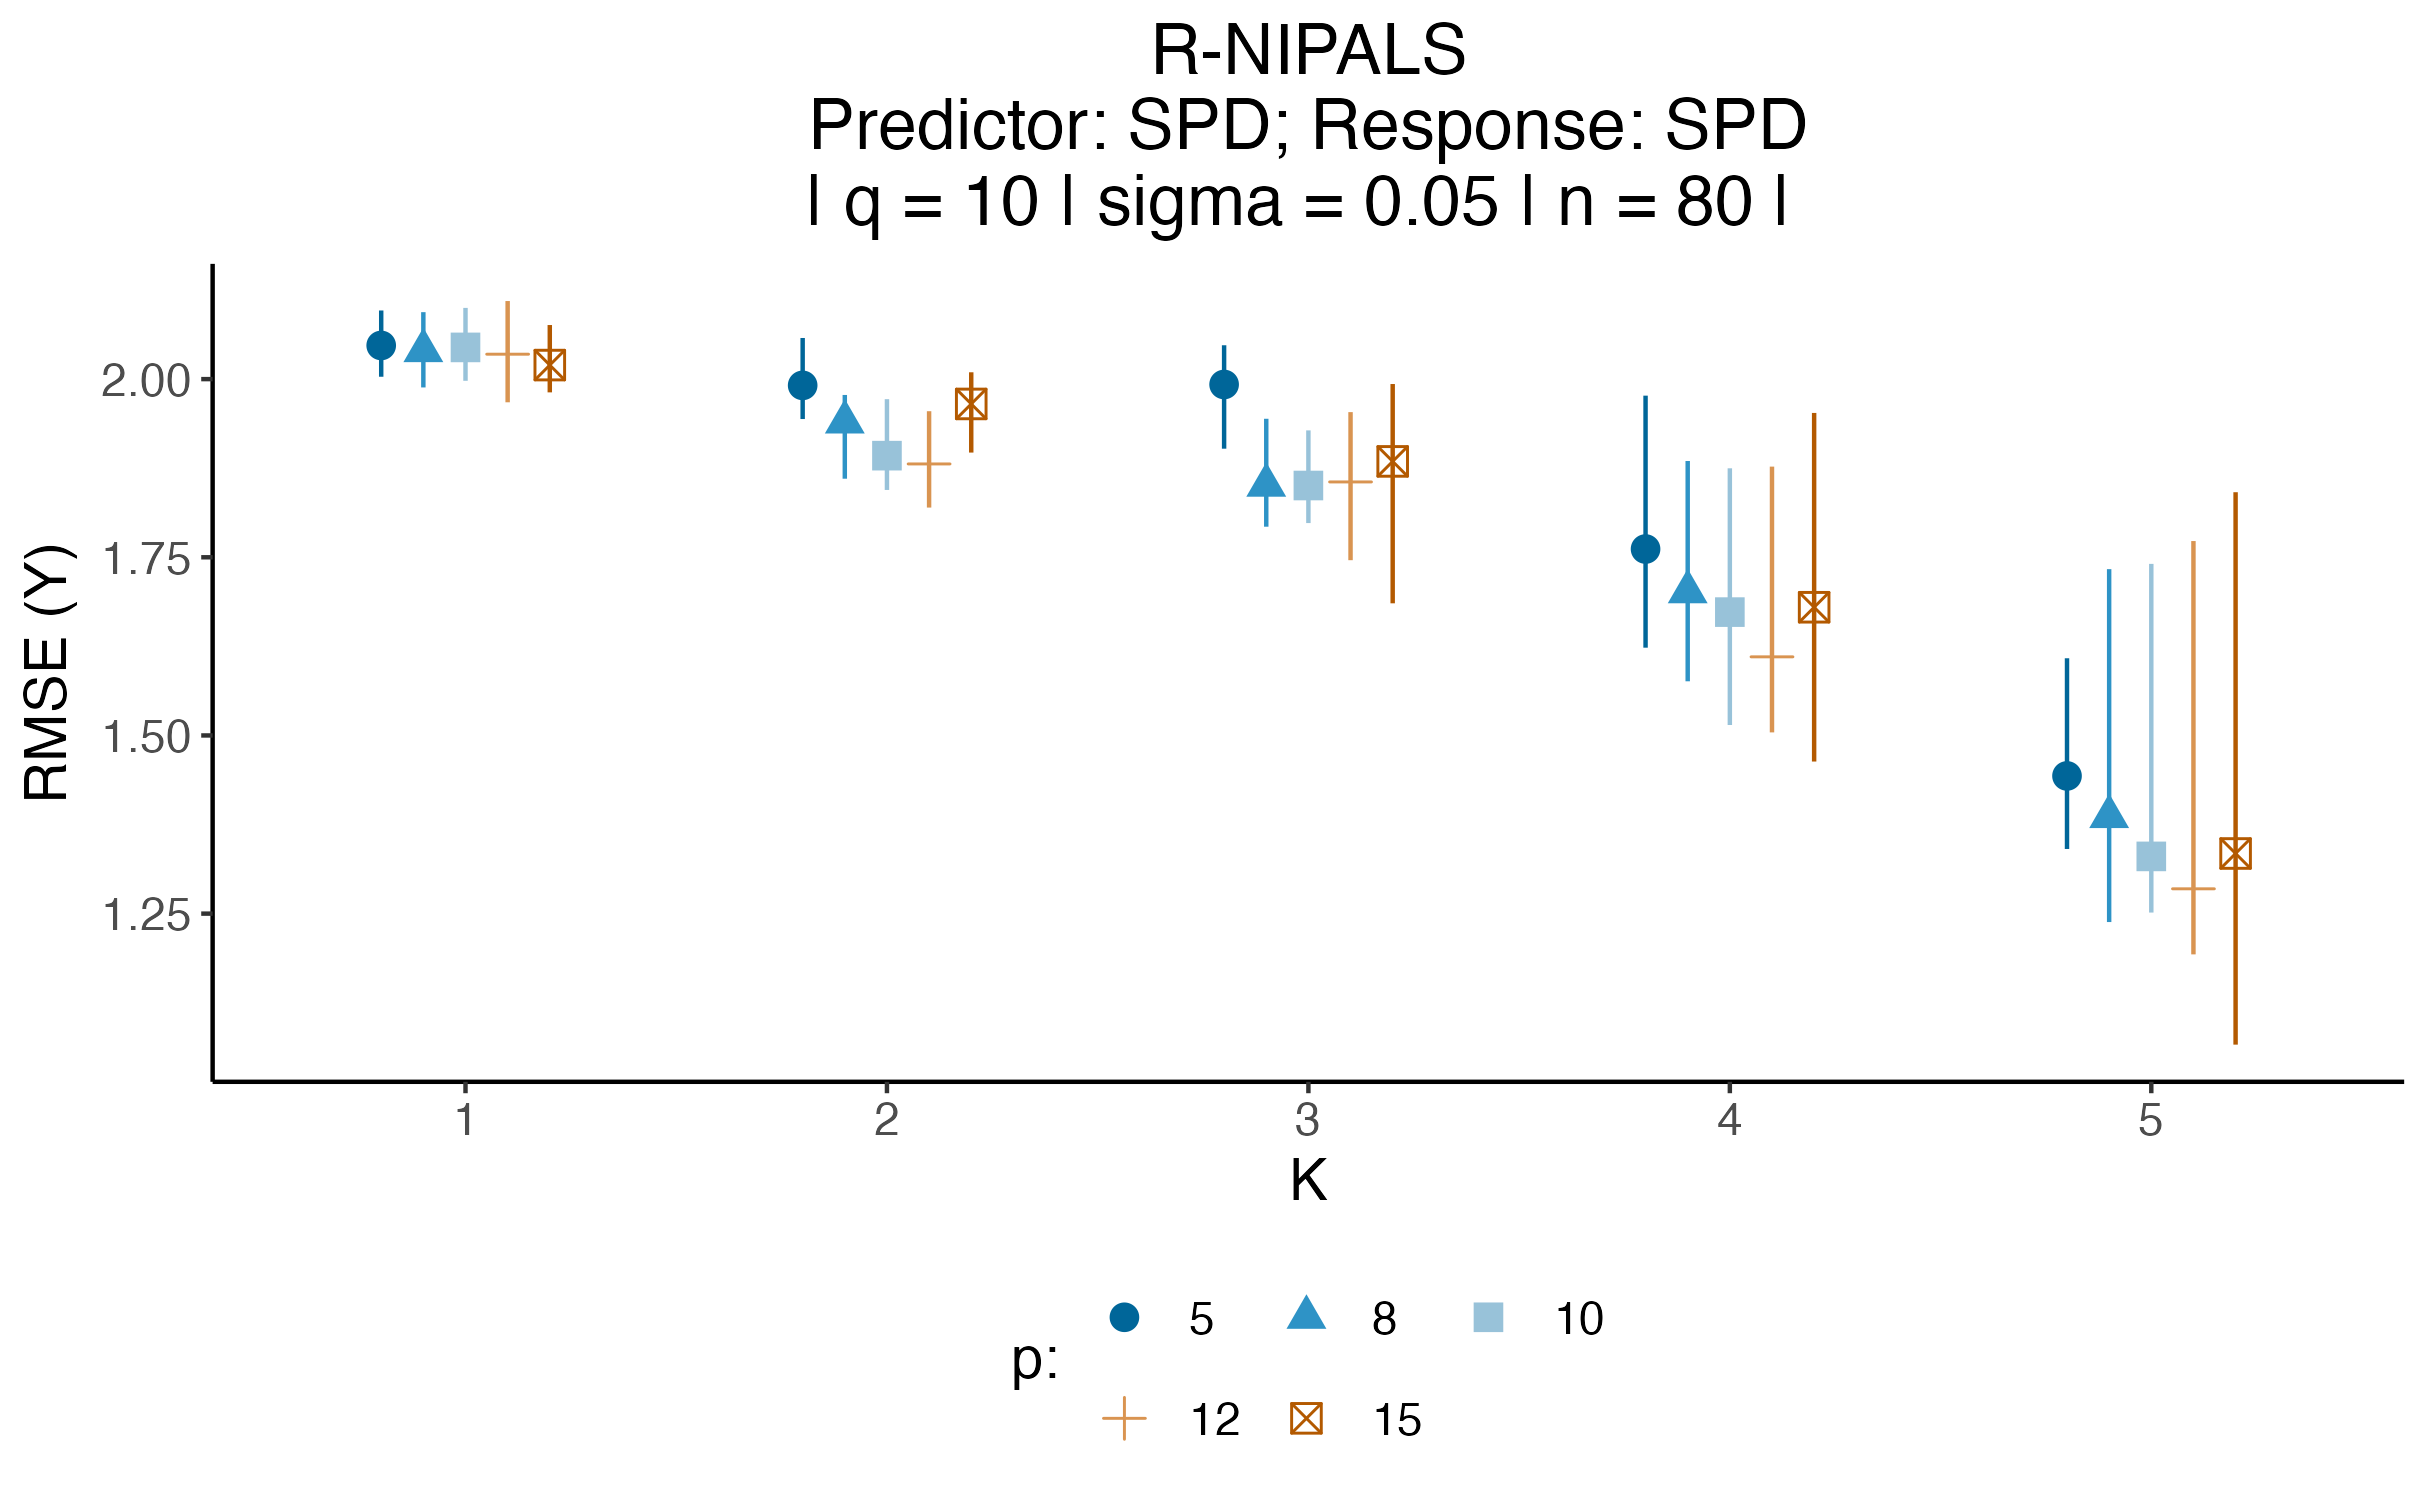 R-NIPALS
Predictor: SPD; Response: SPD
| q = 10 | sigma = 0.05 | n = 80 |
RMSE (Y)
2.00
1.75
1.50
1.25
1 2 3 4 5
K
p:
5 8 10
12 15